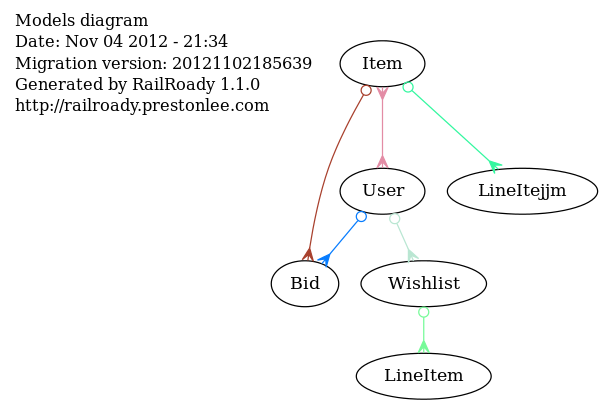 Models diagram
Date: Nov 04 2012 - 21:34
Migration version: 20121102185639
Generated by RailRoady 1.1.0
http://railroady.prestonlee.com
Item
User
LineItejjm
Bid
Wishlist
LineItem